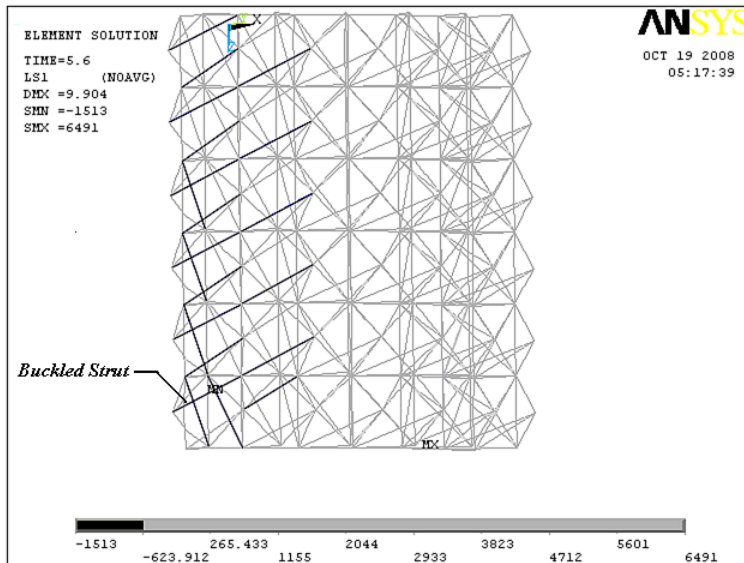 ELEMENT SOLUTION
TIME=5.6
LS1 (NOAVG)
DMX =9.904
SMN =-1513
SMX =6491
X
ANSYS
OCT 19 2008
05:17:39
Buckled Strut
MN
MX
-1513 265.433 2044 3823 5601
-623.912 1155 2933 4712 6491